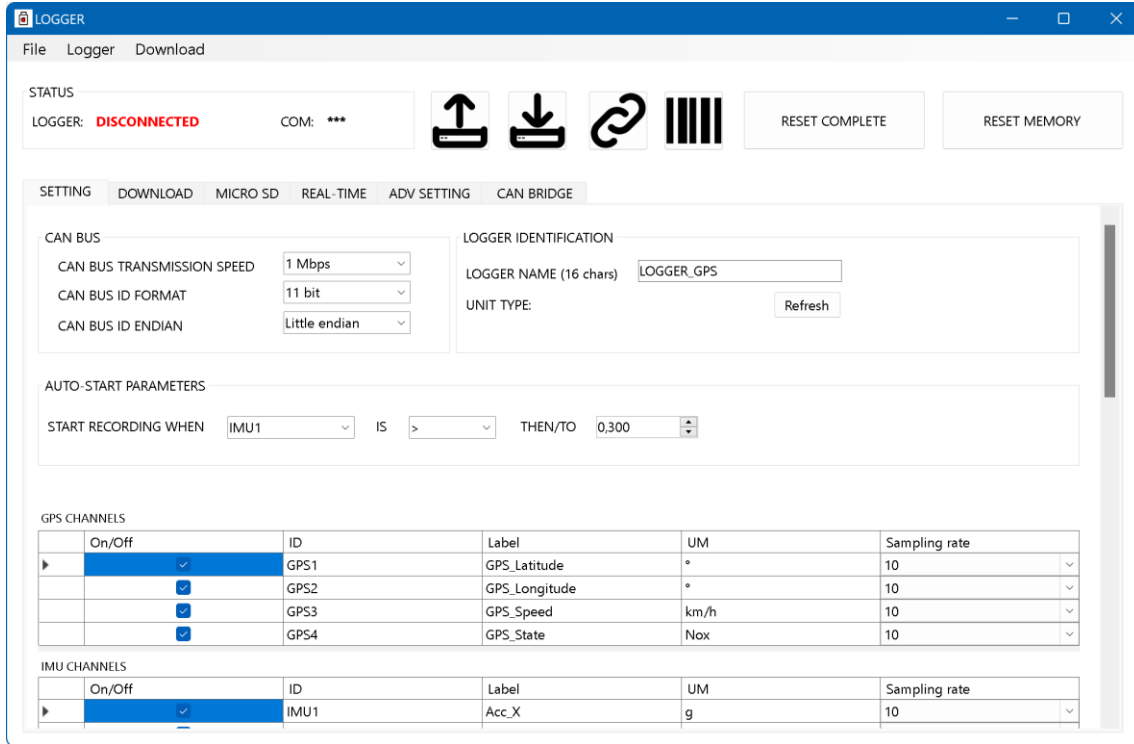 LOGGER
File Logger Download
STATUS
LOGGER: DISCONNECTED COM: ***
RESET COMPLETE
RESET MEMORY
SETTING DOWNLOAD MICRO SD REAL-TIME ADV SETTING CAN BRIDGE
CAN BUS
CAN BUS TRANSMISSION SPEED 1 Mbps
CAN BUS ID FORMAT 11 bit
CAN BUS ID ENDIAN Little endian
LOGGER IDENTIFICATION
LOGGER NAME (16 chars) LOGGER_GPS
UNIT TYPE: Refresh
AUTO-START PARAMETERS
START RECORDING WHEN IMU1 IS > THEN/TO 0,300
GPS CHANNELS
On/Off ID Label UM Sampling rate
GPS1 GPS_Latitude ° 10
GPS2 GPS_Longitude ° 10
GPS3 GPS_Speed km/h 10
GPS4 GPS_State Nox 10
IMU CHANNELS
On/Off ID Label UM Sampling rate
IMU1 Acc_X g 10